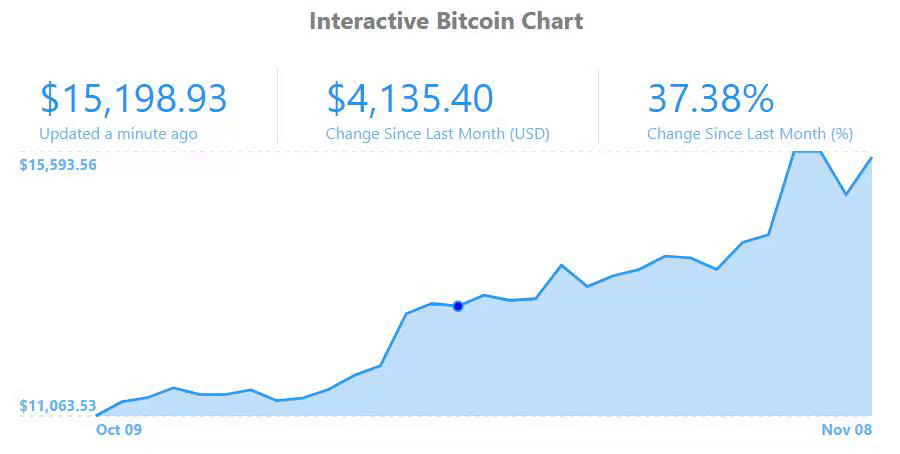 Interactive Bitcoin Chart
$15,198.93
Updated a minute ago
$4,135.40
Change Since Last Month (USD)
37.38%
Change Since Last Month (%)
$15,593.56
$11,063.53
Oct 09
Nov 08